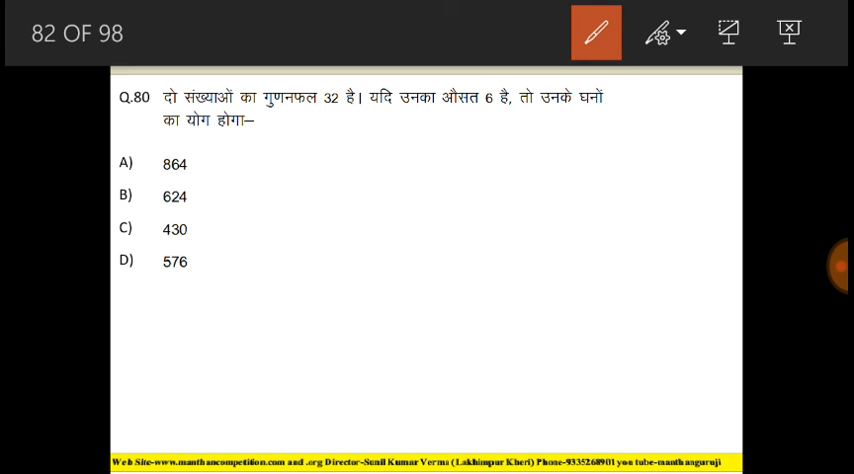 82 OF 98
Q.80 दो संख्याओं का गुणनफल 32 है। यदि उनका औसत 6 है, तो उनके घनों
का योग होगा–
A) 864
B) 624
C) 430
D) 576
Web Site-www.manthancompetition.com and .org Director-Sunil Kumar Verma (Lakhimpur Kheri) Phone-9335268901 you tube-manthanguruji